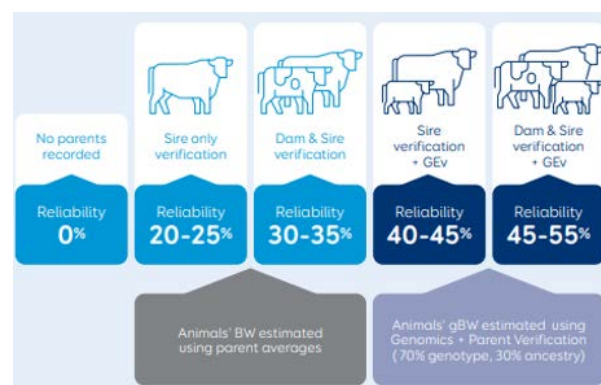 No parents
recorded
Reliability
0%
Sire only
verification
Reliability
20-25%
Dam & Sire
verification
Reliability
30-35%
Sire
verification
+ GEv
Reliability
40-45%
Dam & Sire
verification
+ GEv
Reliability
45-55%
Animals' BW estimated
using parent averages
Animals' gBW estimated using
Genomics + Parent Verification
(70% genotype, 30% ancestry)